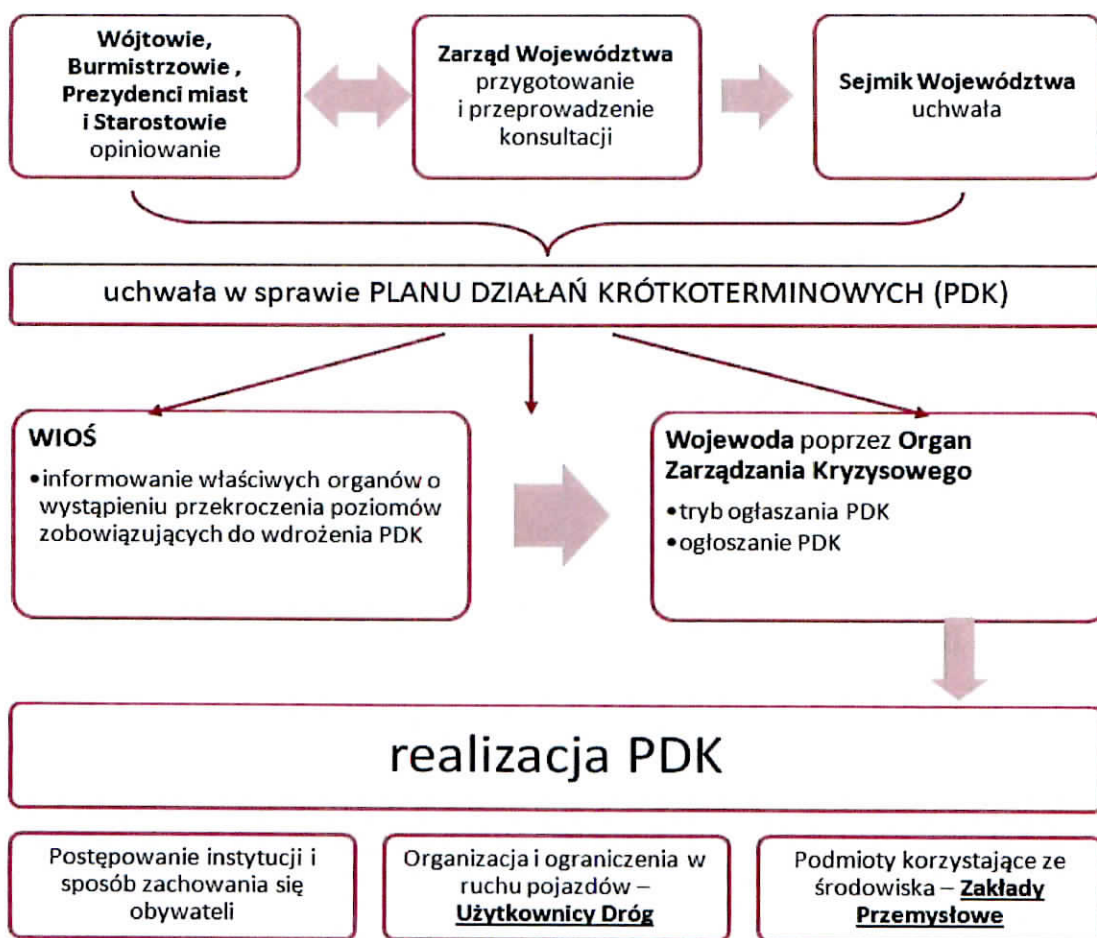 Wójtowie,
Burmistrzowie ,
Prezydenci miast
i Starostowie
opiniowanie
Zarząd Województwa
przygotowanie
i przeprowadzenie
konsultacji
Sejmik Województwa
uchwała
uchwała w sprawie PLANU DZIAŁAŃ KRÓTKOTERMINOWYCH (PDK)
WIOŚ
•informowanie właściwych organów o
wystąpieniu przekroczenia poziomów
zobowiązujących do wdrożenia PDK
Wojewoda poprzez Organ
Zarządzania Kryzysowego
•tryb ogłaszania PDK
•ogłoszanie PDK
realizacja PDK
Postępowanie instytucji i
sposób zachowania się
obywateli
Organizacja i ograniczenia w
ruchu pojazdów –
Użytkownicy Dróg
Podmioty korzystające ze
środowiska – Zakłady
Przemysłowe